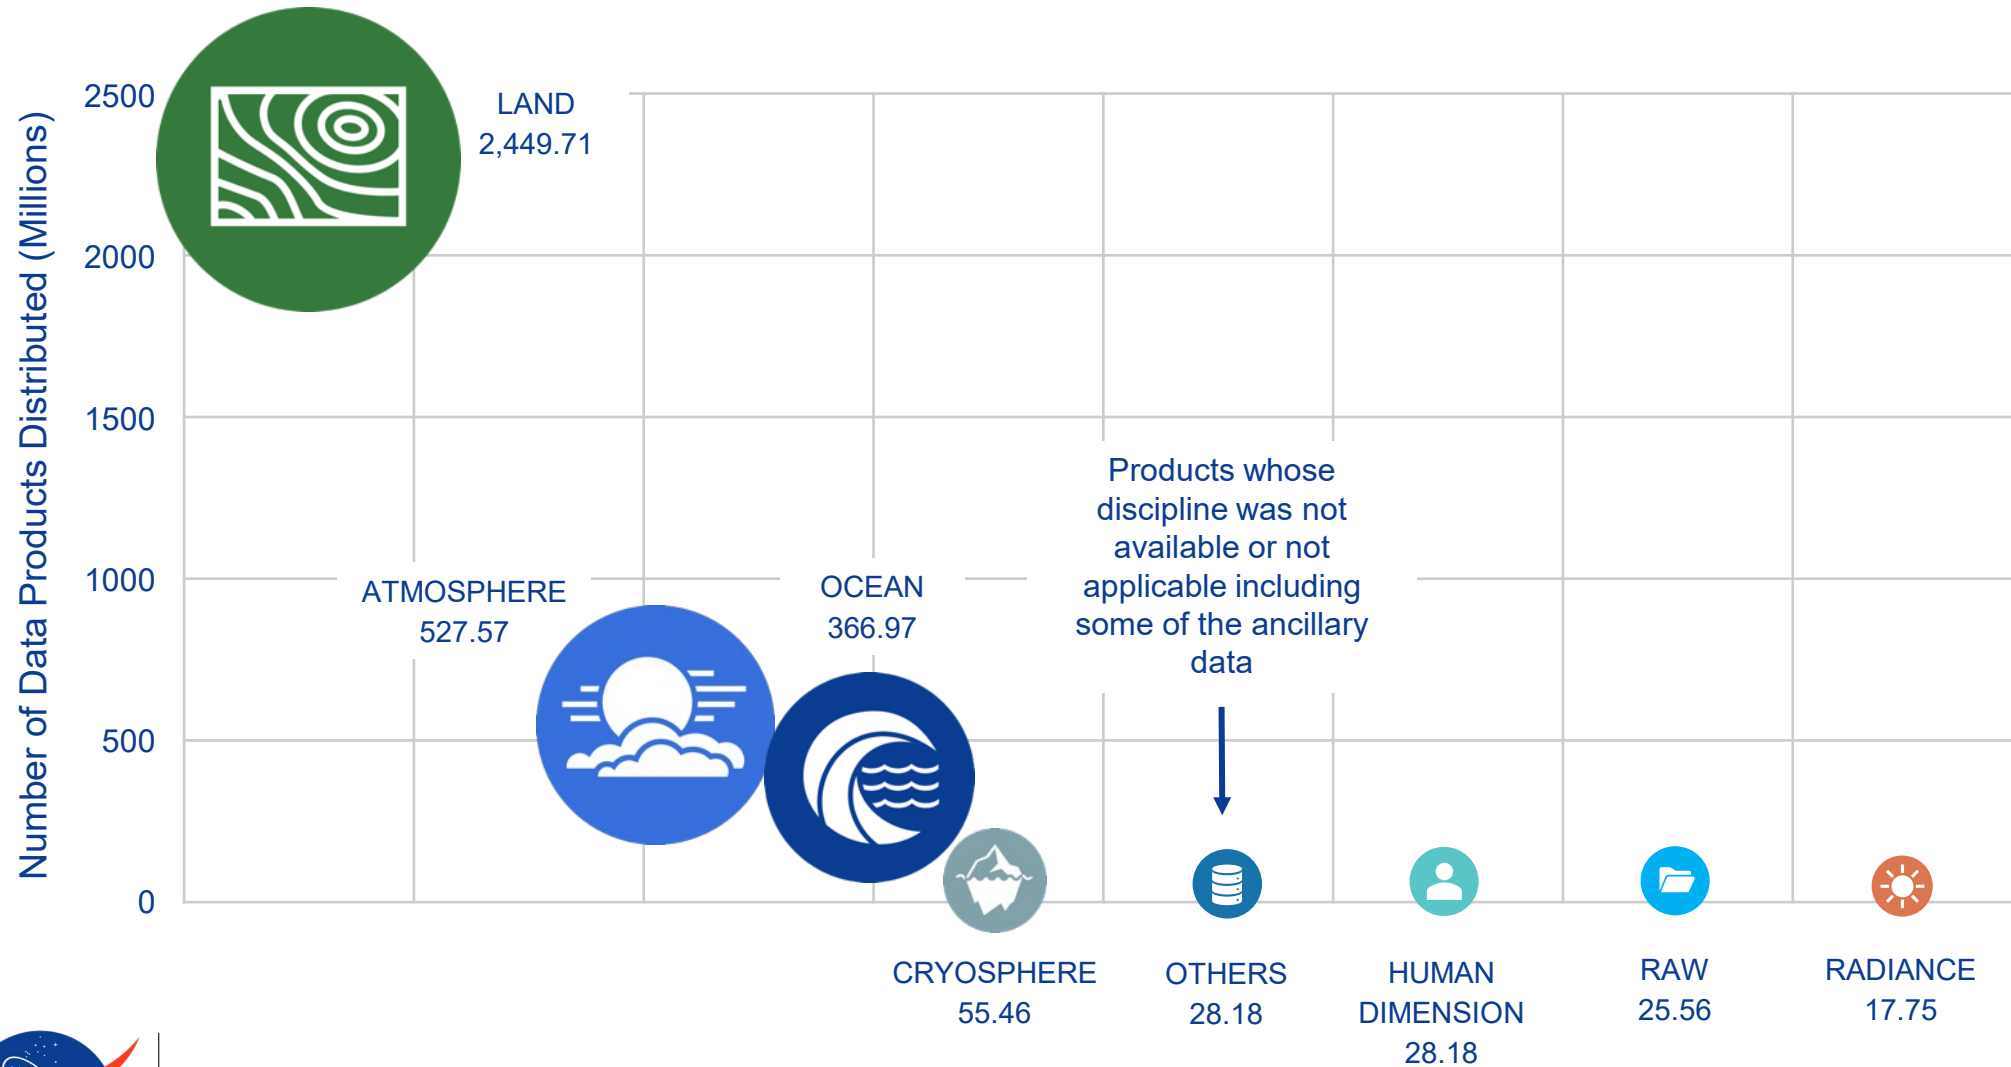 Number of Data Products Distributed (Millions)
2500
2000
1500
1000
500
0
LAND
2,449.71
ATMOSPHERE
527.57
OCEAN
366.97
Products whose
discipline was not
available or not
applicable including
some of the ancillary
data
CRYOSPHERE
55.46
OTHERS
28.18
HUMAN
DIMENSION
28.18
RAW
25.56
RADIANCE
17.75